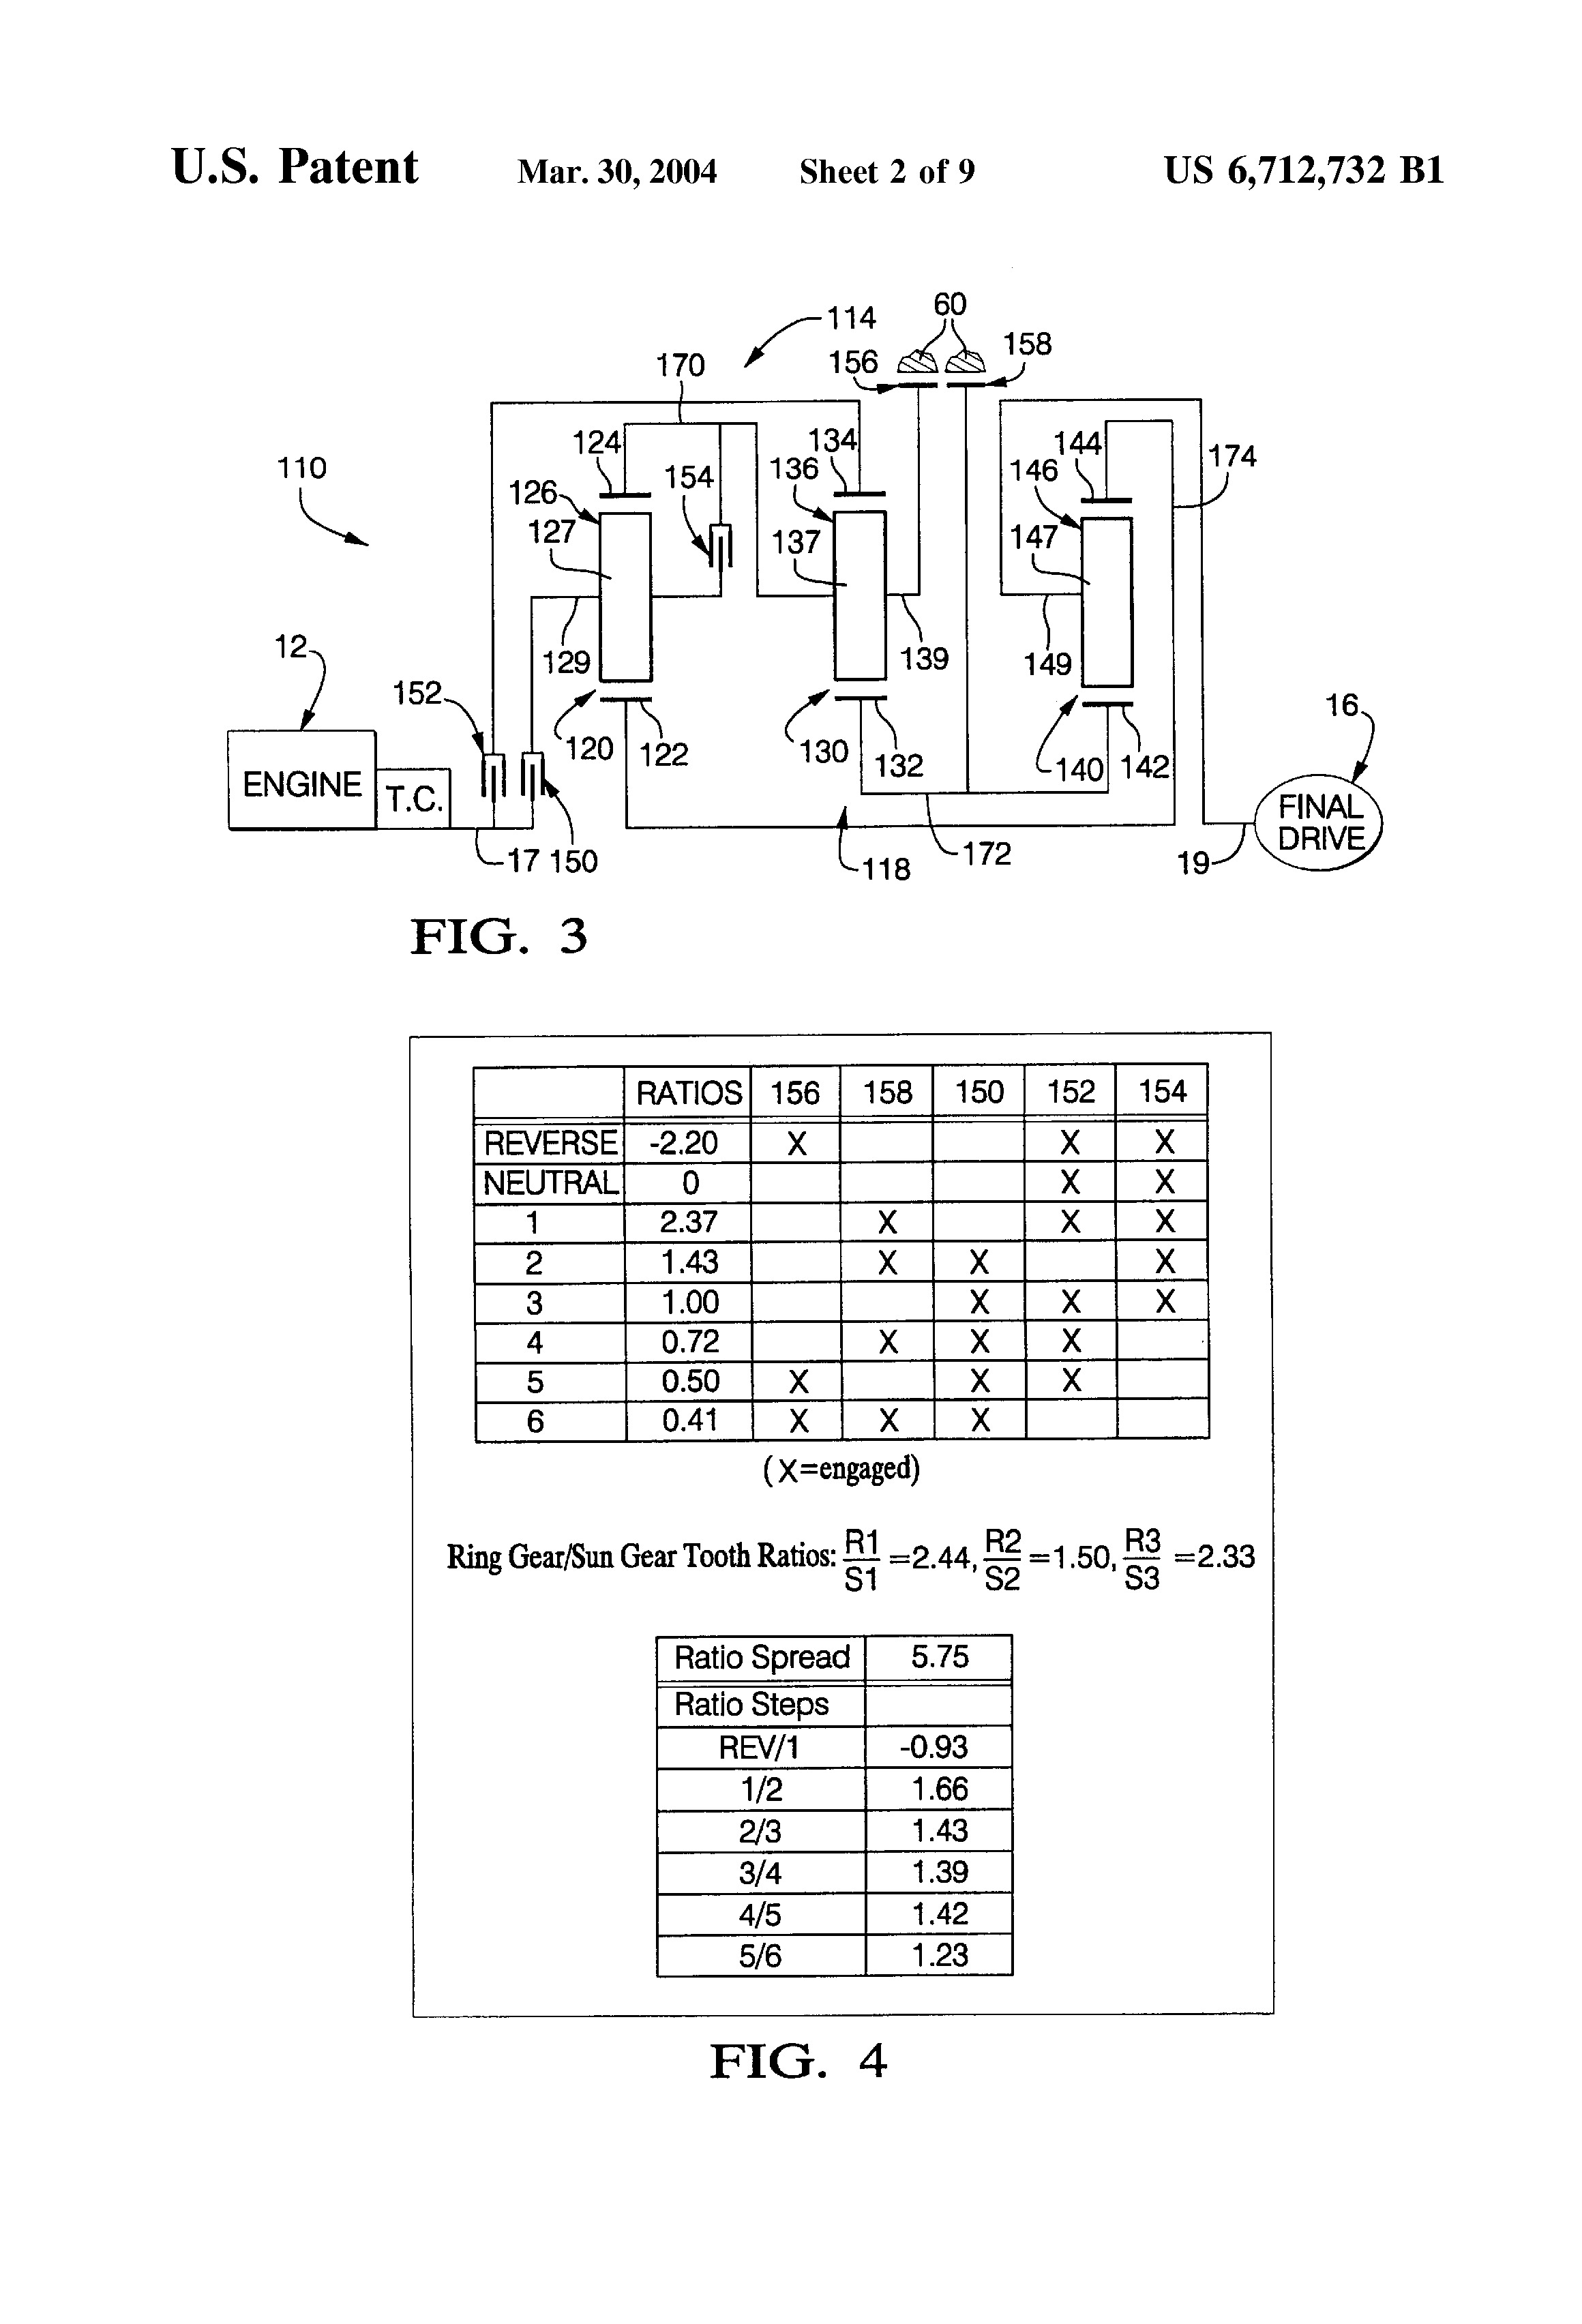 U.S. Patent Mar. 30, 2004 Sheet 2 of 9 US 6,712,732 B1
60
114
158
156
170
124
134
144
174
110
154
136
146
126
127
137
147
12
129
139
149
152
16
120
122
130
132
140
142
ENGINE
T.C.
FINAL
DRIVE
17
150
118
172
19
FIG. 3
RATIOS 156 158 150 152 154
REVERSE -2.20 X X X
NEUTRAL 0 X X
1 2.37 X X X
2 1.43 X X X
3 1.00 X X X
4 0.72 X X X
5 0.50 X X X
6 0.41 X X X
(X=engaged)
Ring Gear/Sun Gear Tooth Ratios: R1/S1 =2.44, R2/S2 =1.50, R3/S3 =2.33
Ratio Spread 5.75
Ratio Steps
REV/1 -0.93
1/2 1.66
2/3 1.43
3/4 1.39
4/5 1.42
5/6 1.23
FIG. 4